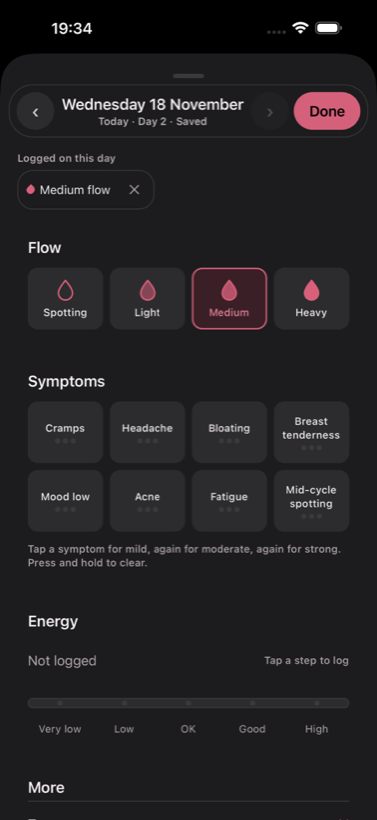 19:34
Wednesday 18 November
Today · Day 2 · Saved
Done
Logged on this day
Medium flow
Flow
Spotting
Light
Medium
Heavy
Symptoms
Cramps
Headache
Bloating
Breast
tenderness
Mood low
Acne
Fatigue
Mid-cycle
spotting
Tap a symptom for mild, again for moderate, again for strong.
Press and hold to clear.
Energy
Not logged
Tap a step to log
Very low
Low
OK
Good
High
More